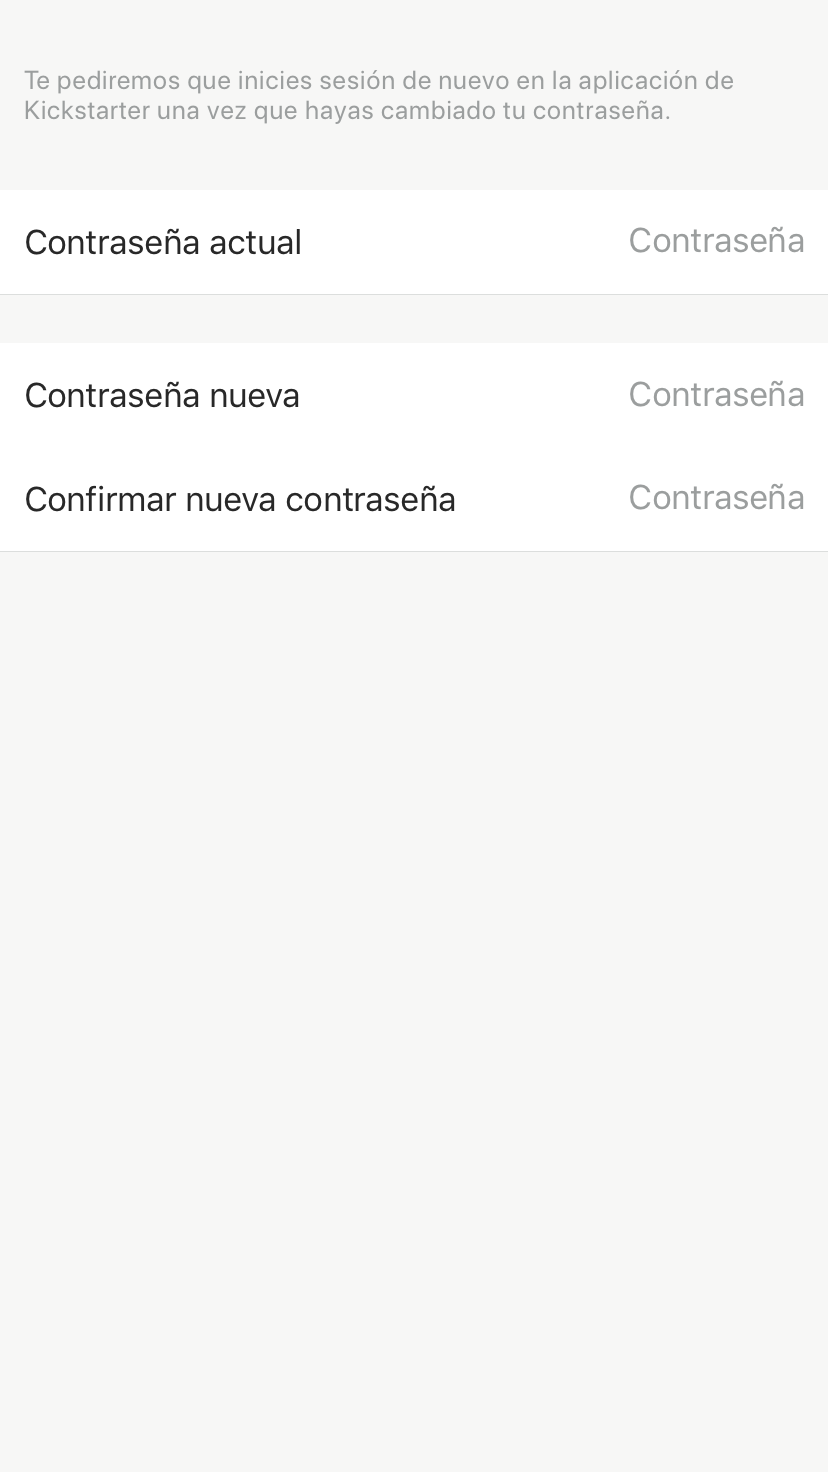 Te pediremos que inicies sesión de nuevo en la aplicación de
Kickstarter una vez que hayas cambiado tu contraseña.
Contraseña actual Contraseña
Contraseña nueva Contraseña
Confirmar nueva contraseña Contraseña